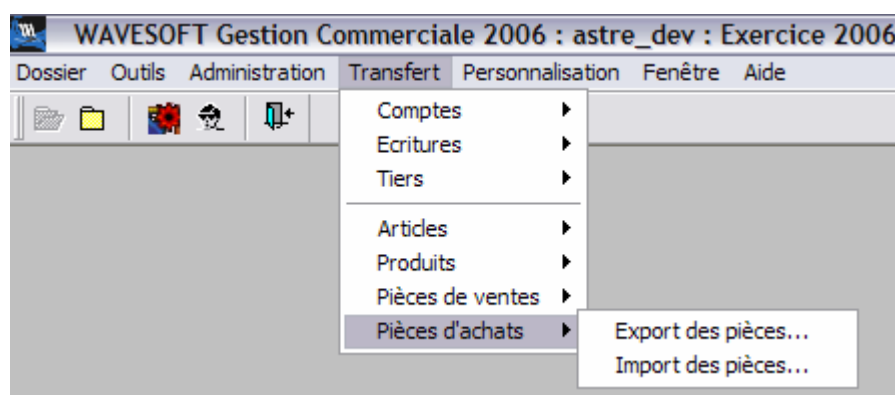 WAVESOFT Gestion Commerciale 2006 : astre_dev : Exercice 2006
Dossier Outils Administration Transfert Personnalisation Fenêtre Aide
Comptes
Ecritures
Tiers
Articles
Produits
Pièces de ventes
Pièces d'achats
Export des pièces...
Import des pièces...